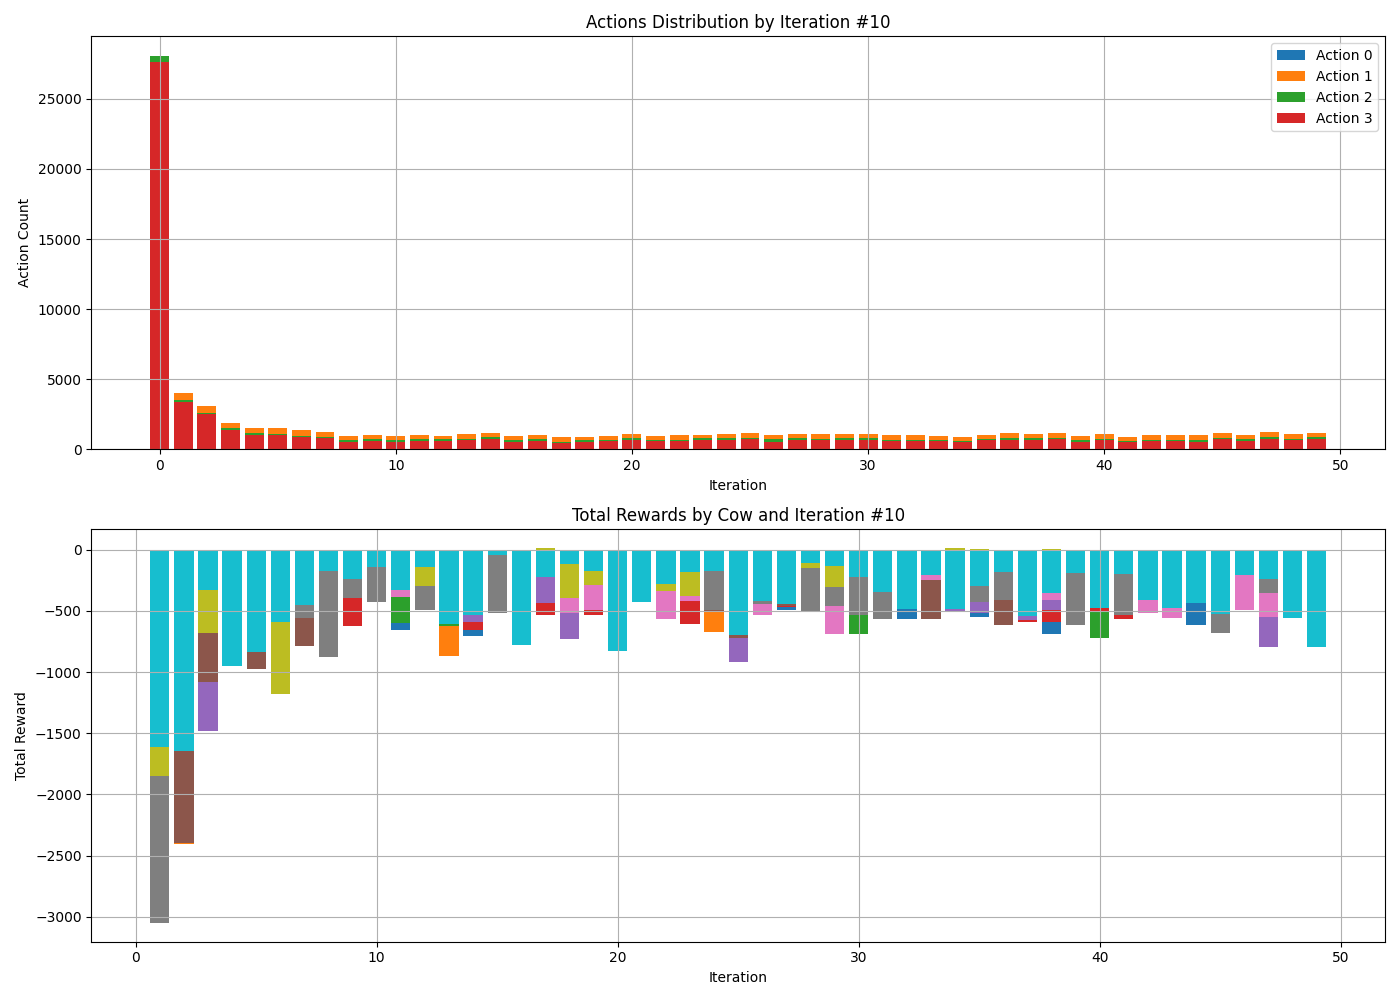 Actions Distribution by Iteration #10
Action 0
Action 1
Action 2
Action 3
Action Count
25000
20000
15000
10000
5000
0
0 10 20 30 40 50
Iteration
Total Rewards by Cow and Iteration #10
Total Reward
0
−500
−1000
−1500
−2000
−2500
−3000
0 10 20 30 40 50
Iteration